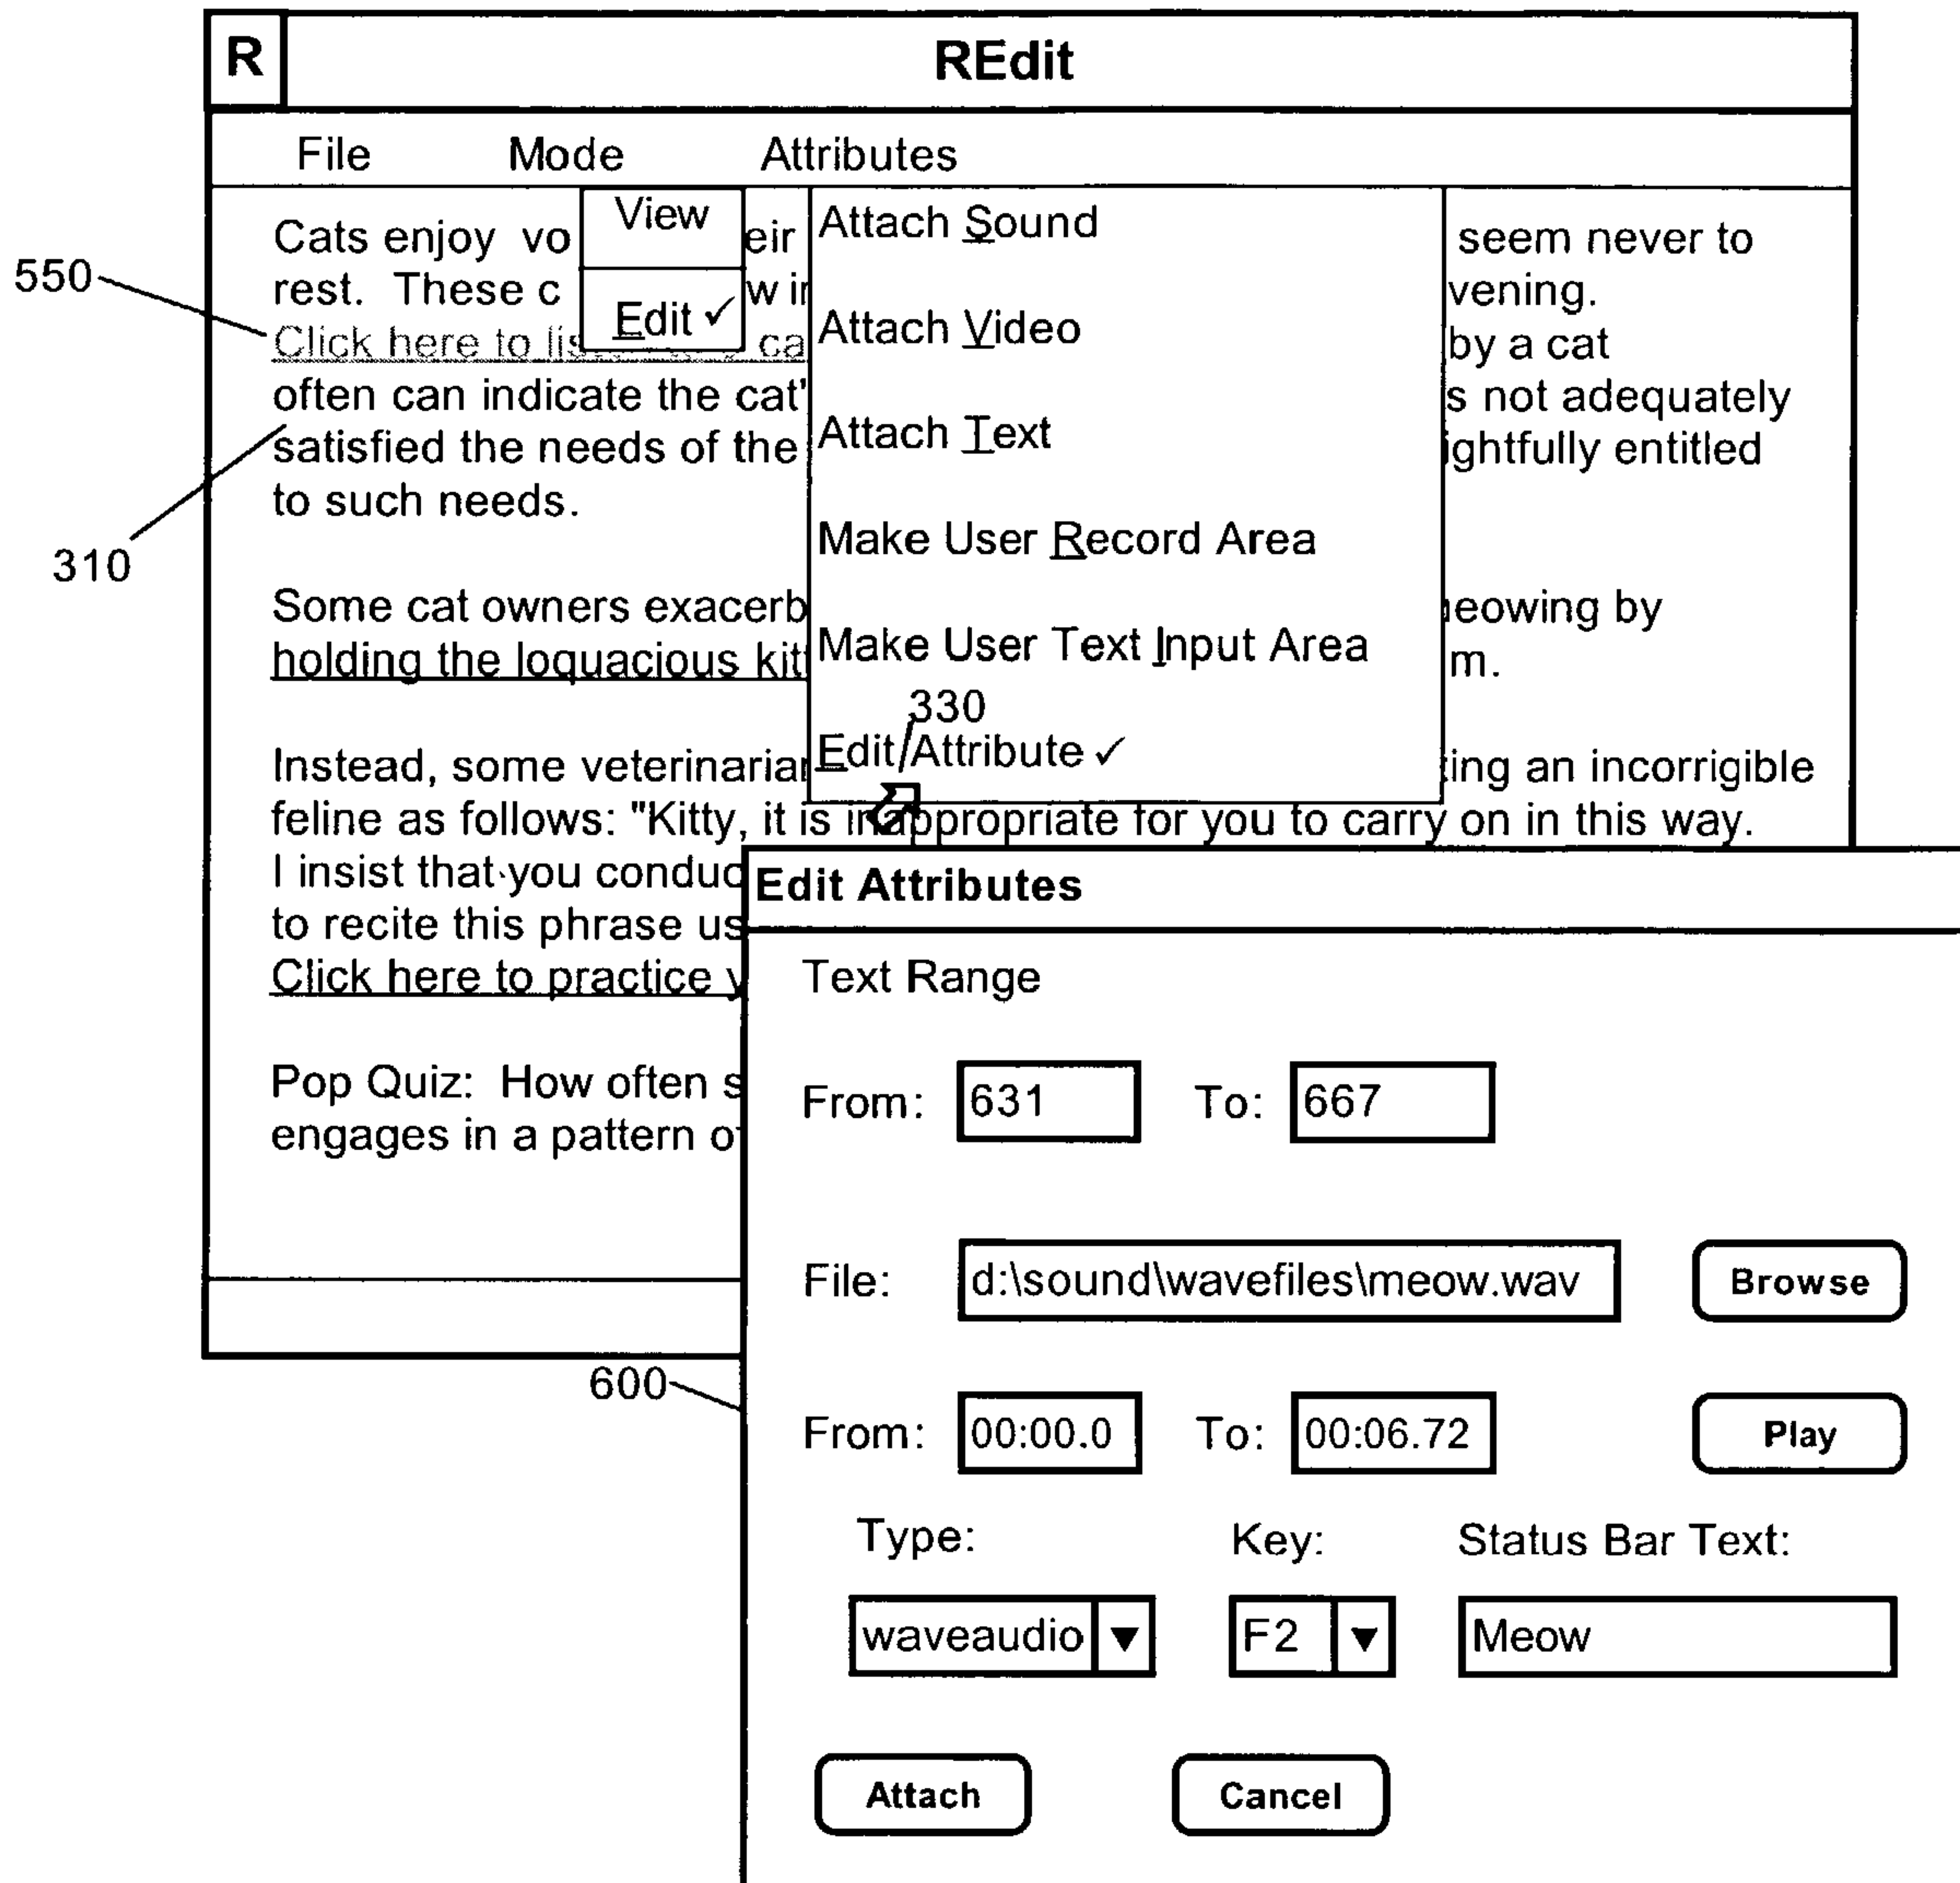 R REdit
File Mode Attributes
View
Edit ✓
Attach Sound
Attach Video
Attach Text
Make User Record Area
Make User Text Input Area
330
Edit Attribute ✓
550
310
Cats enjoy vo eir seem never to
rest. These c w in vening.
Click here to lis ca by a cat
often can indicate the cat' s not adequately
satisfied the needs of the ightfully entitled
to such needs.
Some cat owners exacerb eowing by
holding the loquacious kit m.
Instead, some veterinarian ing an incorrigible
feline as follows: "Kitty, it is inappropriate for you to carry on in this way.
I insist that you conduc
to recite this phrase us
Click here to practice y
Pop Quiz: How often s
engages in a pattern of
600
Edit Attributes
Text Range
From: 631 To: 667
File: d:\sound\wavefiles\meow.wav Browse
From: 00:00.0 To: 00:06.72 Play
Type: Key: Status Bar Text:
waveaudio ▼ F2 ▼ Meow
Attach Cancel